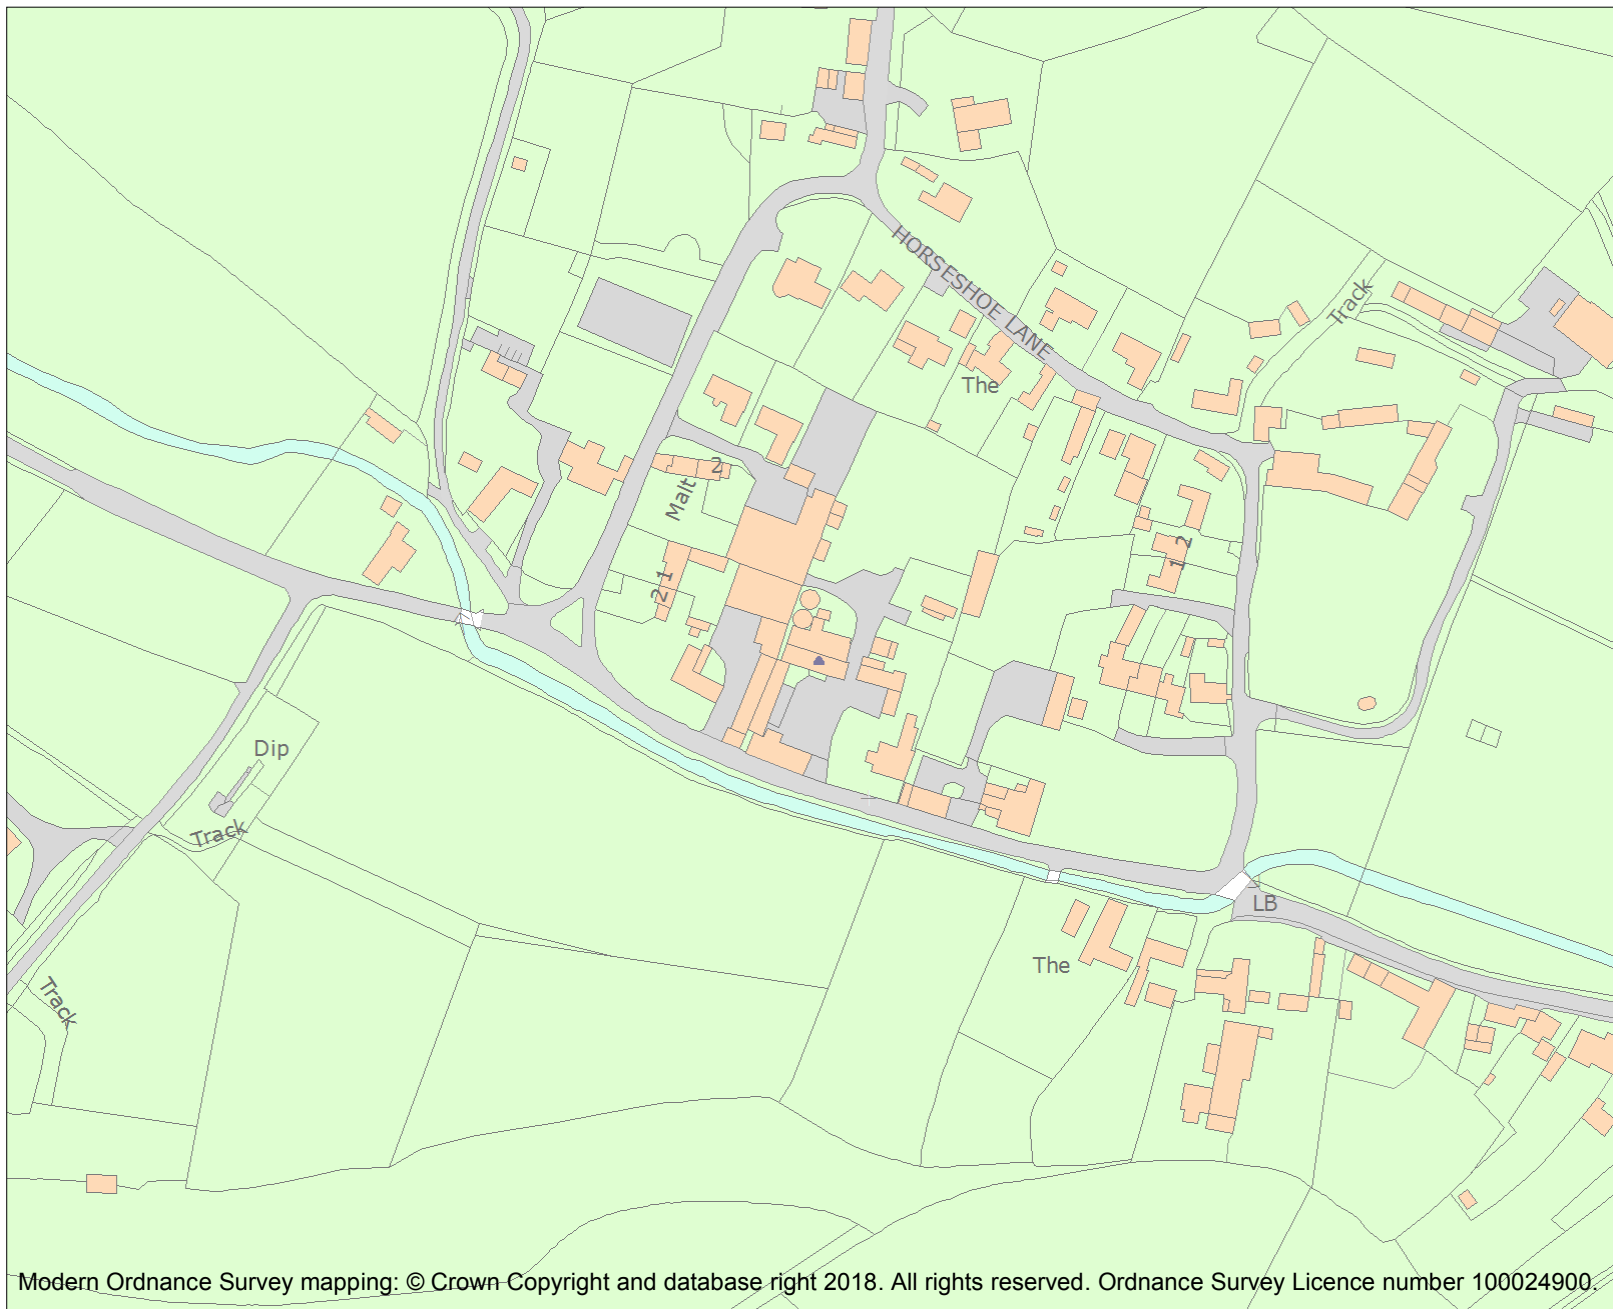 HORSESHOE LANE
Track
The
2
Malt
1 2
2 1
Dip
Track
LB
The
Track
Modern Ordnance Survey mapping: © Crown Copyright and database right 2018. All rights reserved. Ordnance Survey Licence number 100024900.